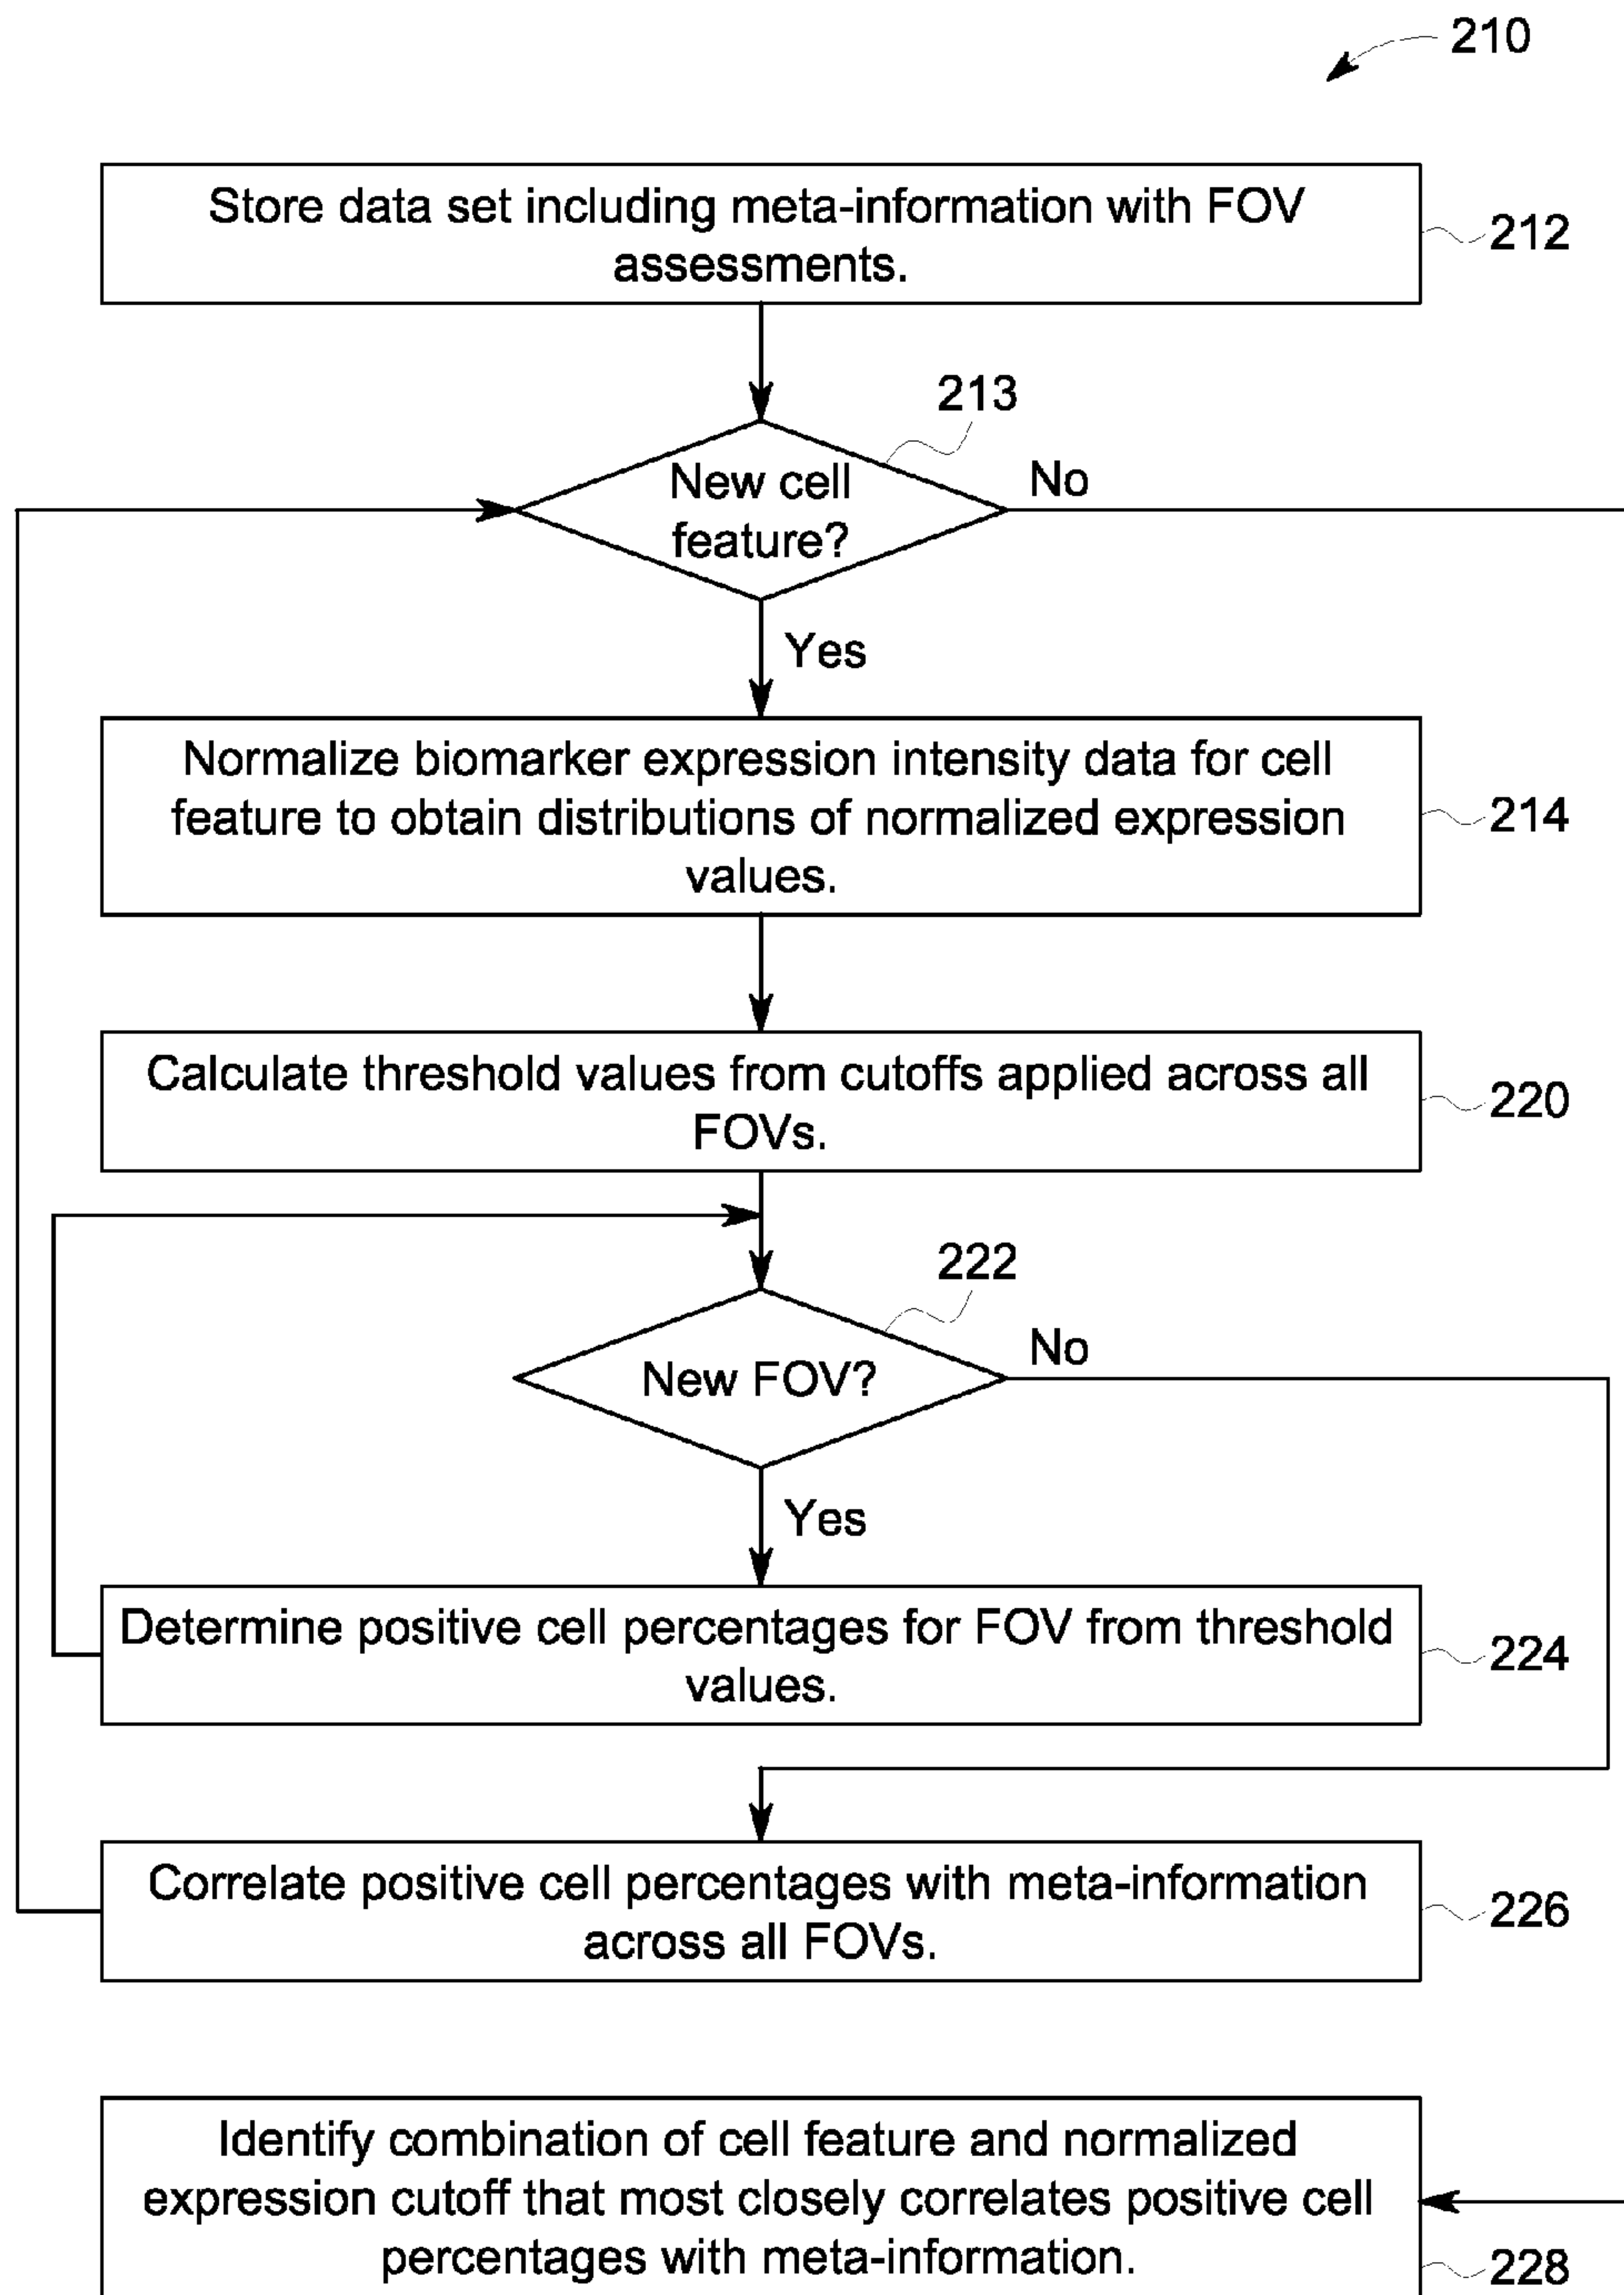 210
Store data set including meta-information with FOV
assessments.
212
213
New cell
feature?
No
Yes
Normalize biomarker expression intensity data for cell
feature to obtain distributions of normalized expression
values.
214
Calculate threshold values from cutoffs applied across all
FOVs.
220
222
New FOV?
No
Yes
Determine positive cell percentages for FOV from threshold
values.
224
Correlate positive cell percentages with meta-information
across all FOVs.
226
Identify combination of cell feature and normalized
expression cutoff that most closely correlates positive cell
percentages with meta-information.
228